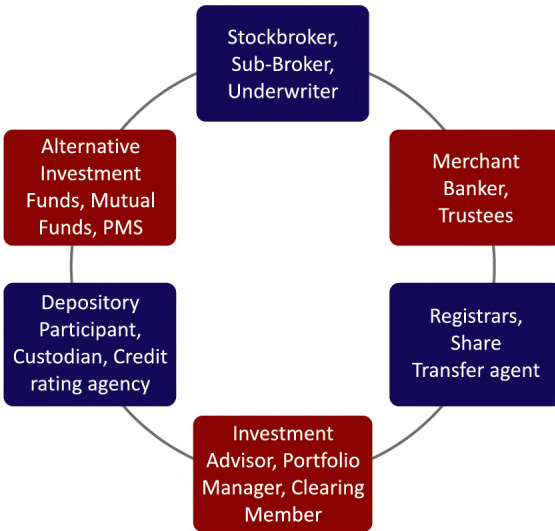 Stockbroker,
Sub-Broker,
Underwriter
Merchant
Banker,
Trustees
Registrars,
Share
Transfer agent
Investment
Advisor, Portfolio
Manager, Clearing
Member
Depository
Participant,
Custodian, Credit
rating agency
Alternative
Investment
Funds, Mutual
Funds, PMS